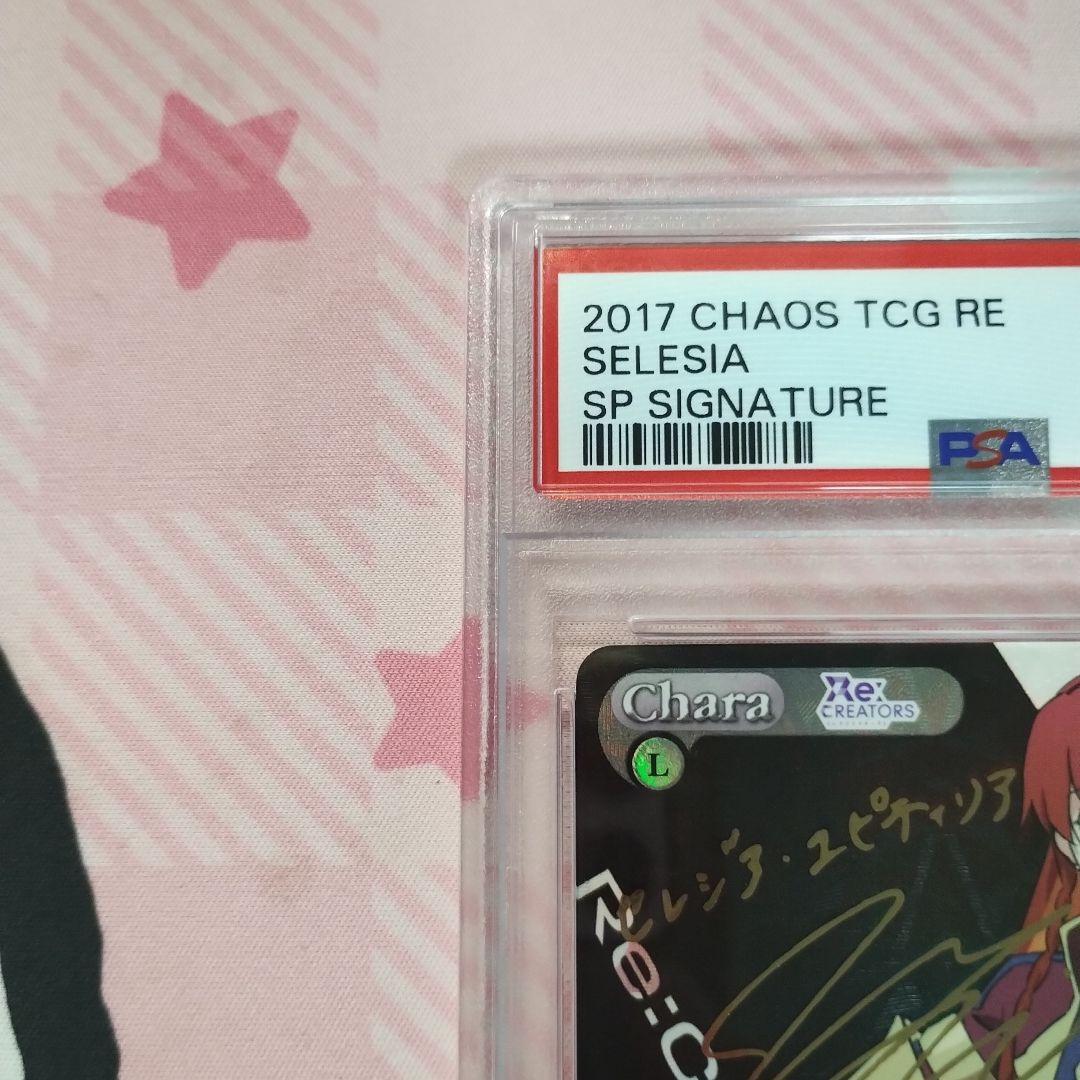 2017 CHAOS TCG RE
SELESIA
SP SIGNATURE
PSA
Chara
Re:
CREATORS
L
セレジア・ユピティリア
Re:C